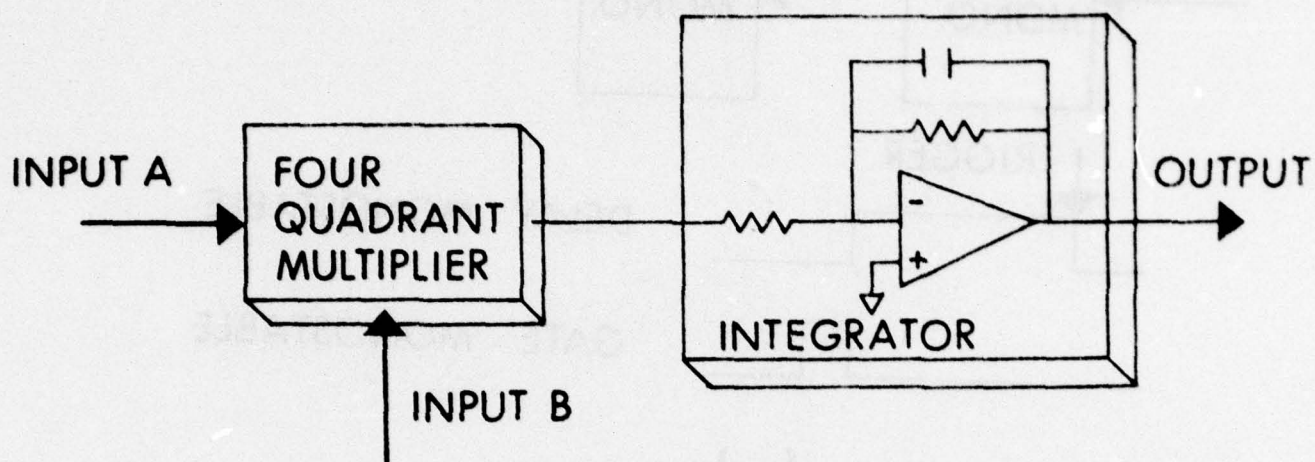 INPUT A
FOUR
QUADRANT
MULTIPLIER
INPUT B
-
+
INTEGRATOR
OUTPUT